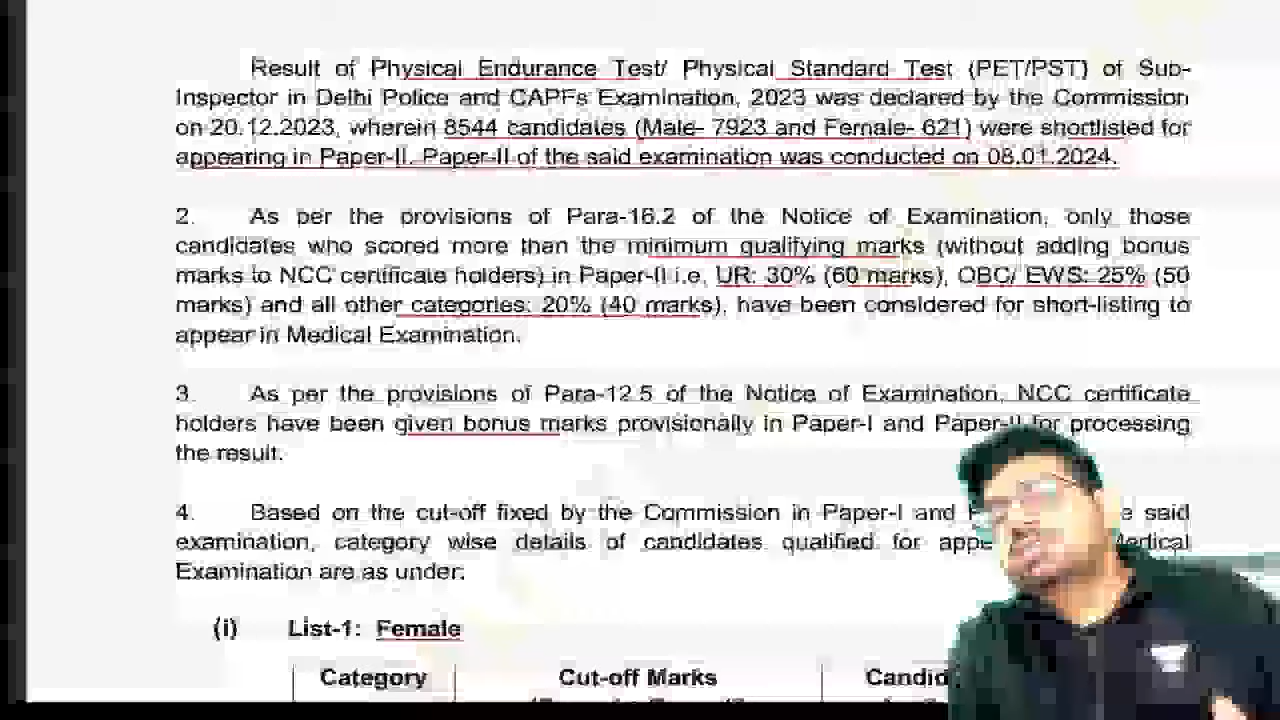 Result of Physical Endurance Test/ Physical Standard Test (PET/PST) of Sub-
Inspector in Delhi Police and CAPFs Examination, 2023 was declared by the Commission
on 20.12.2023, wherein 8544 candidates (Male- 7923 and Female- 621) were shortlisted for
appearing in Paper-II. Paper-II of the said examination was conducted on 08.01.2024.
2. As per the provisions of Para-16.2 of the Notice of Examination, only those
candidates who scored more than the minimum qualifying marks (without adding bonus
marks to NCC certificate holders) in Paper-II i.e. UR: 30% (60 marks), OBC/ EWS: 25% (50
marks) and all other categories: 20% (40 marks), have been considered for short-listing to
appear in Medical Examination.
3. As per the provisions of Para-12.5 of the Notice of Examination, NCC certificate
holders have been given bonus marks provisionally in Paper-I and Paper-II for processing
the result.
4. Based on the cut-off fixed by the Commission in Paper-I and said
examination, category wise details of candidates qualified for Medical
Examination are as under:
(i) List-1: Female
Category Cut-off Marks